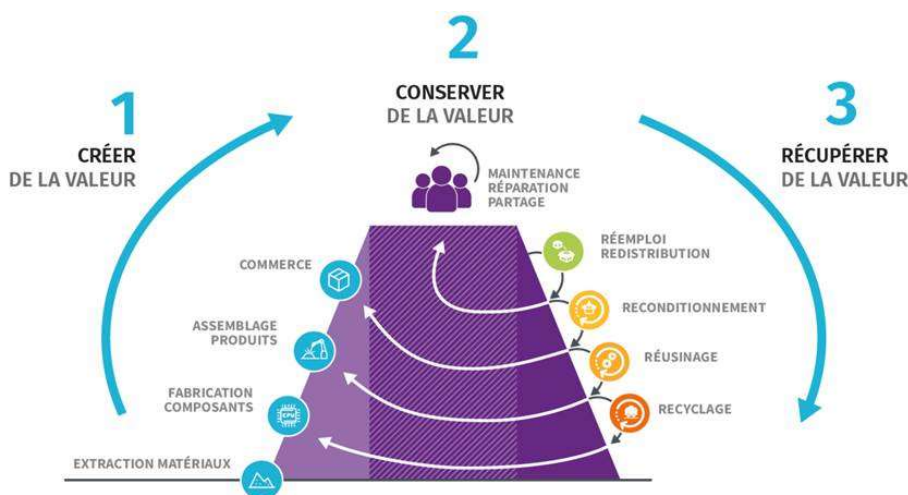 1
CRÉER
DE LA VALEUR
2
CONSERVER
DE LA VALEUR
3
RÉCUPÉRER
DE LA VALEUR
MAINTENANCE
RÉPARATION
PARTAGE
COMMERCE
ASSEMBLAGE
PRODUITS
FABRICATION
COMPOSANTS
CPU
EXTRACTION MATÉRIAUX
RÉEMPLOI
REDISTRIBUTION
RECONDITIONNEMENT
RÉUSINAGE
RECYCLAGE